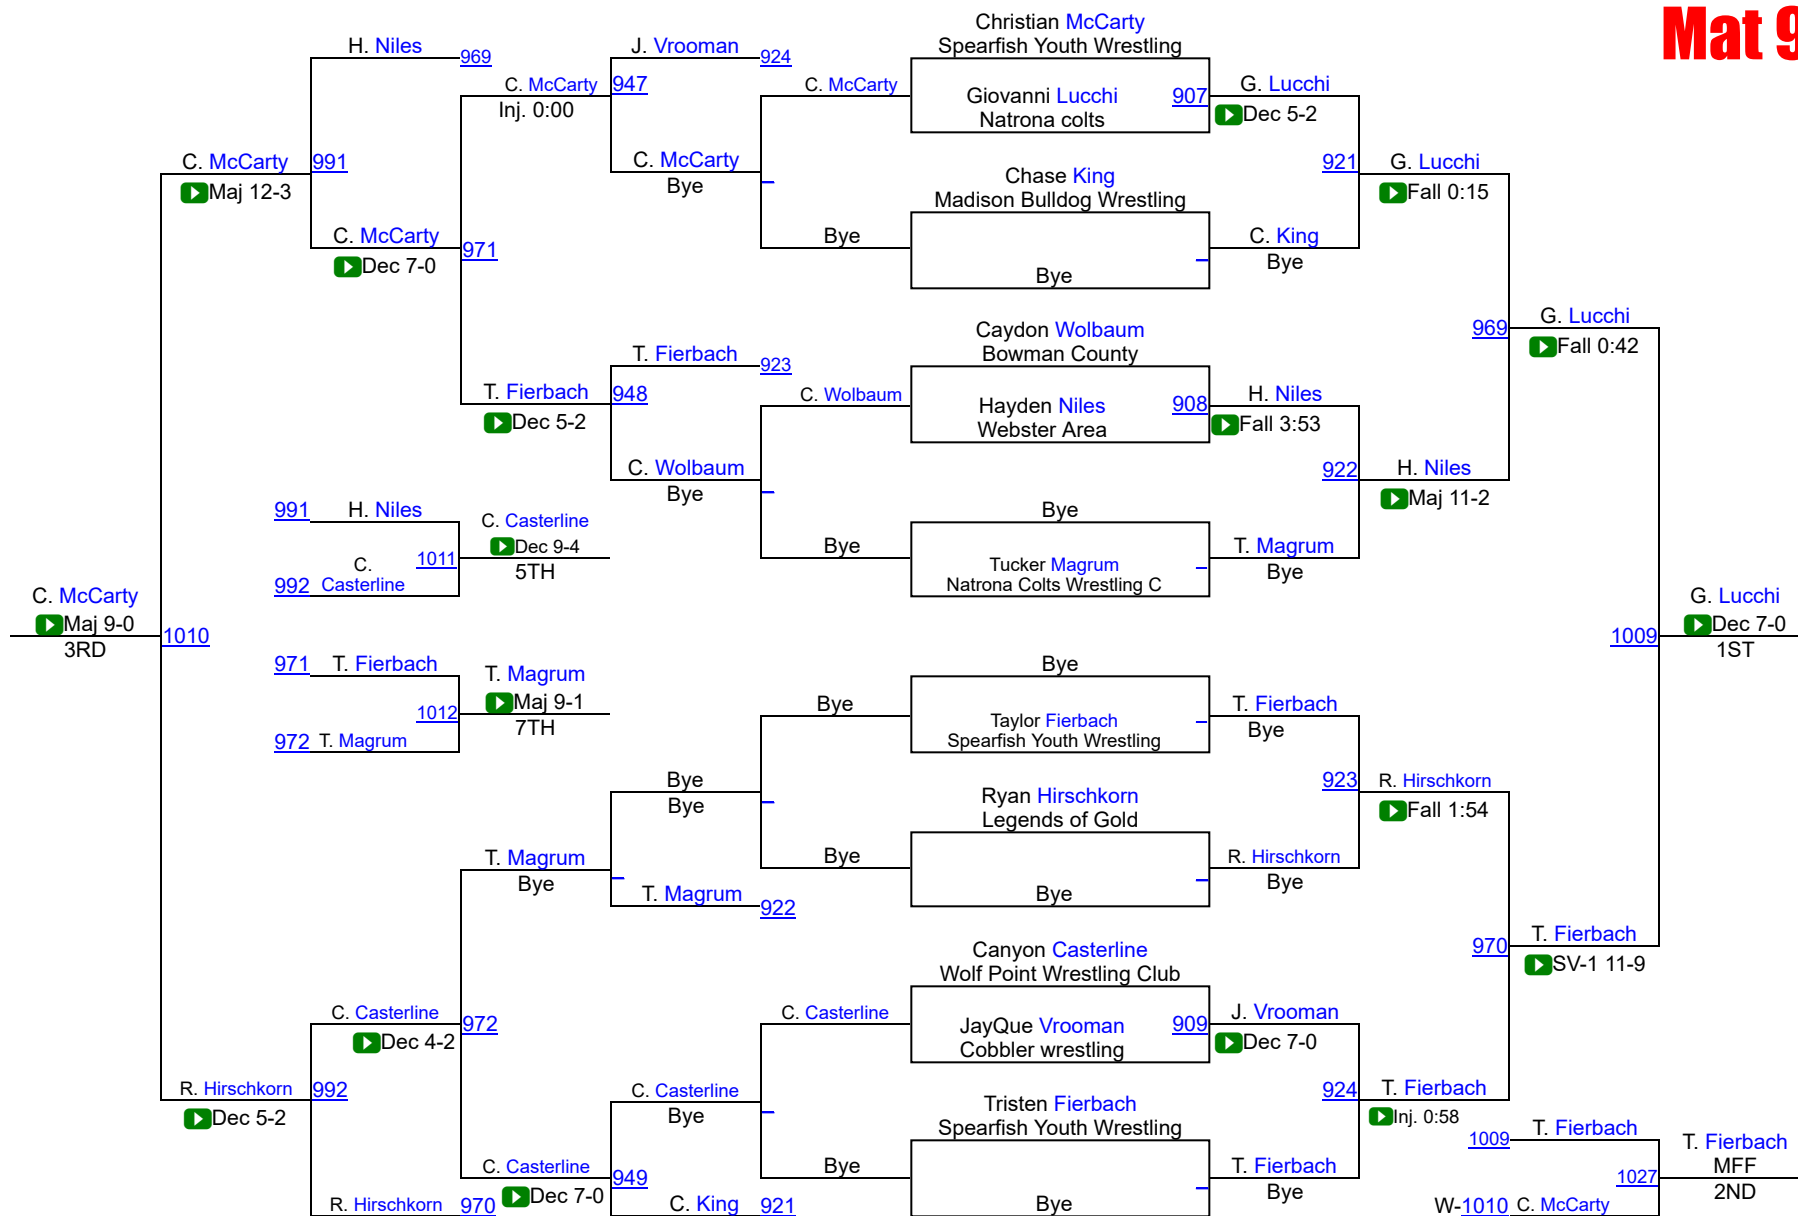 Mat 9
Christian McCarty
Spearfish Youth Wrestling
Giovanni Lucchi 907
Natrona colts
Chase King
Madison Bulldog Wrestling
Bye
Caydon Wolbaum
Bowman County
Hayden Niles 908
Webster Area
Bye
Tucker Magrum
Natrona Colts Wrestling C
Bye
Taylor Fierbach
Spearfish Youth Wrestling
Ryan Hirschkorn
Legends of Gold
Bye
Canyon Casterline
Wolf Point Wrestling Club
JayQue Vrooman 909
Cobbler wrestling
Tristen Fierbach
Spearfish Youth Wrestling
Bye
G. Lucchi
Dec 5-2
921
C. King
Bye
H. Niles
Fall 3:53
922
T. Magrum
Bye
T. Fierbach
Bye
923
R. Hirschkorn
Bye
J. Vrooman
Dec 7-0
924
T. Fierbach
Bye
G. Lucchi
Fall 0:15
969
H. Niles
Maj 11-2
R. Hirschkorn
Fall 1:54
970
T. Fierbach
Inj. 0:58
G. Lucchi
Fall 0:42
1009
T. Fierbach
SV-1 11-9
G. Lucchi
Dec 7-0
1ST
1009 T. Fierbach
1027
W-1010 C. McCarty
T. Fierbach
MFF
2ND
C. McCarty
Bye
C. Wolbaum
Bye
Bye
Bye
C. Casterline
Bye
J. Vrooman 924
947
C. McCarty
Bye
T. Fierbach 923
948
C. Wolbaum
Bye
Bye
Bye
T. Magrum 922
C. Casterline
Bye
949
C. King 921
C. McCarty
Inj. 0:00
971
T. Fierbach
Dec 5-2
T. Magrum
Bye
972
C. Casterline
Dec 7-0
H. Niles 969
991
C. McCarty
Dec 7-0
C. Casterline
Dec 4-2
992
R. Hirschkorn 970
991 H. Niles
1011
992 C. Casterline
C. Casterline
Dec 9-4
5TH
971 T. Fierbach
1012
972 T. Magrum
T. Magrum
Maj 9-1
7TH
C. McCarty
Maj 12-3
1010
R. Hirschkorn
Dec 5-2
C. McCarty
Maj 9-0
3RD